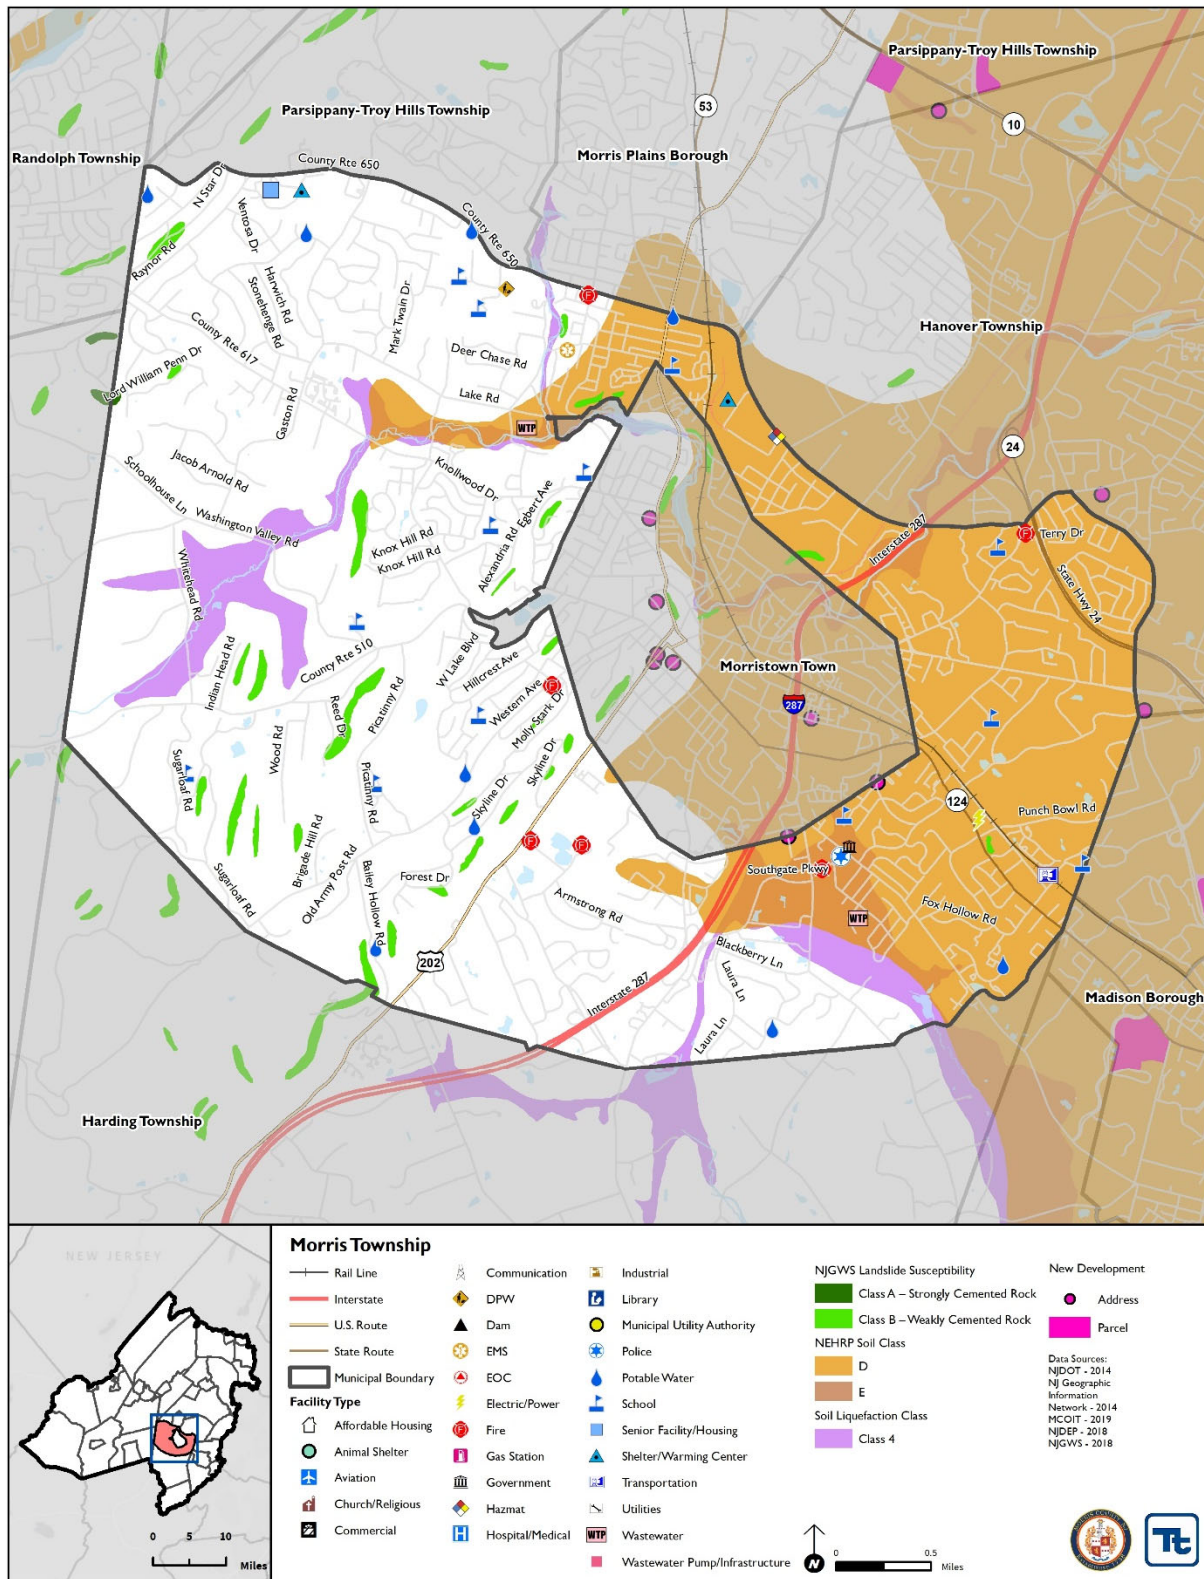 Parsippany-Troy Hills Township
53
10
Parsippany-Troy Hills Township
Morris Plains Borough
Randolph Township
County Rte 650
N Star Dr
Ventosa Dr
County Rte 650
Raynor Rd
Harwich Rd
Stonehenge Rd
Mark Twain Dr
Hanover Township
County Rte 617
Deer Chase Rd
Lord William Penn Dr
Lake Rd
Gaston Rd
WTP
24
Jacob Arnold Rd
Knollwood Dr
Schoolhouse Ln
Egbert Ave
Washington Valley Rd
Knox Hill Rd
Knox Hill Rd
Alexandria Rd
Interstate 287
Terry Dr
Whitehead Rd
State Hwy 24
Indian Head Rd
County Rte 510
W Lake Blvd
Hillcrest Ave
Morristown Town
Reed Dr
Picatinny Rd
Western Ave
Molly Stark Dr
287
Wood Rd
Skyline Dr
Sugarloaf Rd
Picatinny Rd
Skyline Dr
124
Punch Bowl Rd
Brigade Hill Rd
Old Army Post Rd
Bailey Hollow Rd
Forest Dr
Southgate Pkwy
Sugarloaf Rd
Armstrong Rd
Fox Hollow Rd
WTP
202
Blackberry Ln
Laura Ln
Interstate 287
Laura Ln
Madison Borough
Harding Township
NEW JERSEY
0 5 10
Miles
Morris Township
Rail Line
Interstate
U.S. Route
State Route
Municipal Boundary
Facility Type
Affordable Housing
Animal Shelter
Aviation
Church/Religious
Commercial
Communication
DPW
Dam
EMS
EOC
Electric/Power
Fire
Gas Station
Government
Hazmat
Hospital/Medical
Industrial
Library
Municipal Utility Authority
Police
Potable Water
School
Senior Facility/Housing
Shelter/Warming Center
Transportation
Utilities
WTP Wastewater
Wastewater Pump/Infrastructure
NJGWS Landslide Susceptibility
Class A – Strongly Cemented Rock
Class B – Weakly Cemented Rock
NEHRP Soil Class
D
E
Soil Liquefaction Class
Class 4
N
0 0.5
Miles
New Development
Address
Parcel
Data Sources:
NJDOT - 2014
NJ Geographic
Information
Network - 2014
MCOIT - 2019
NJDEP - 2018
NJGWS - 2018
Tt